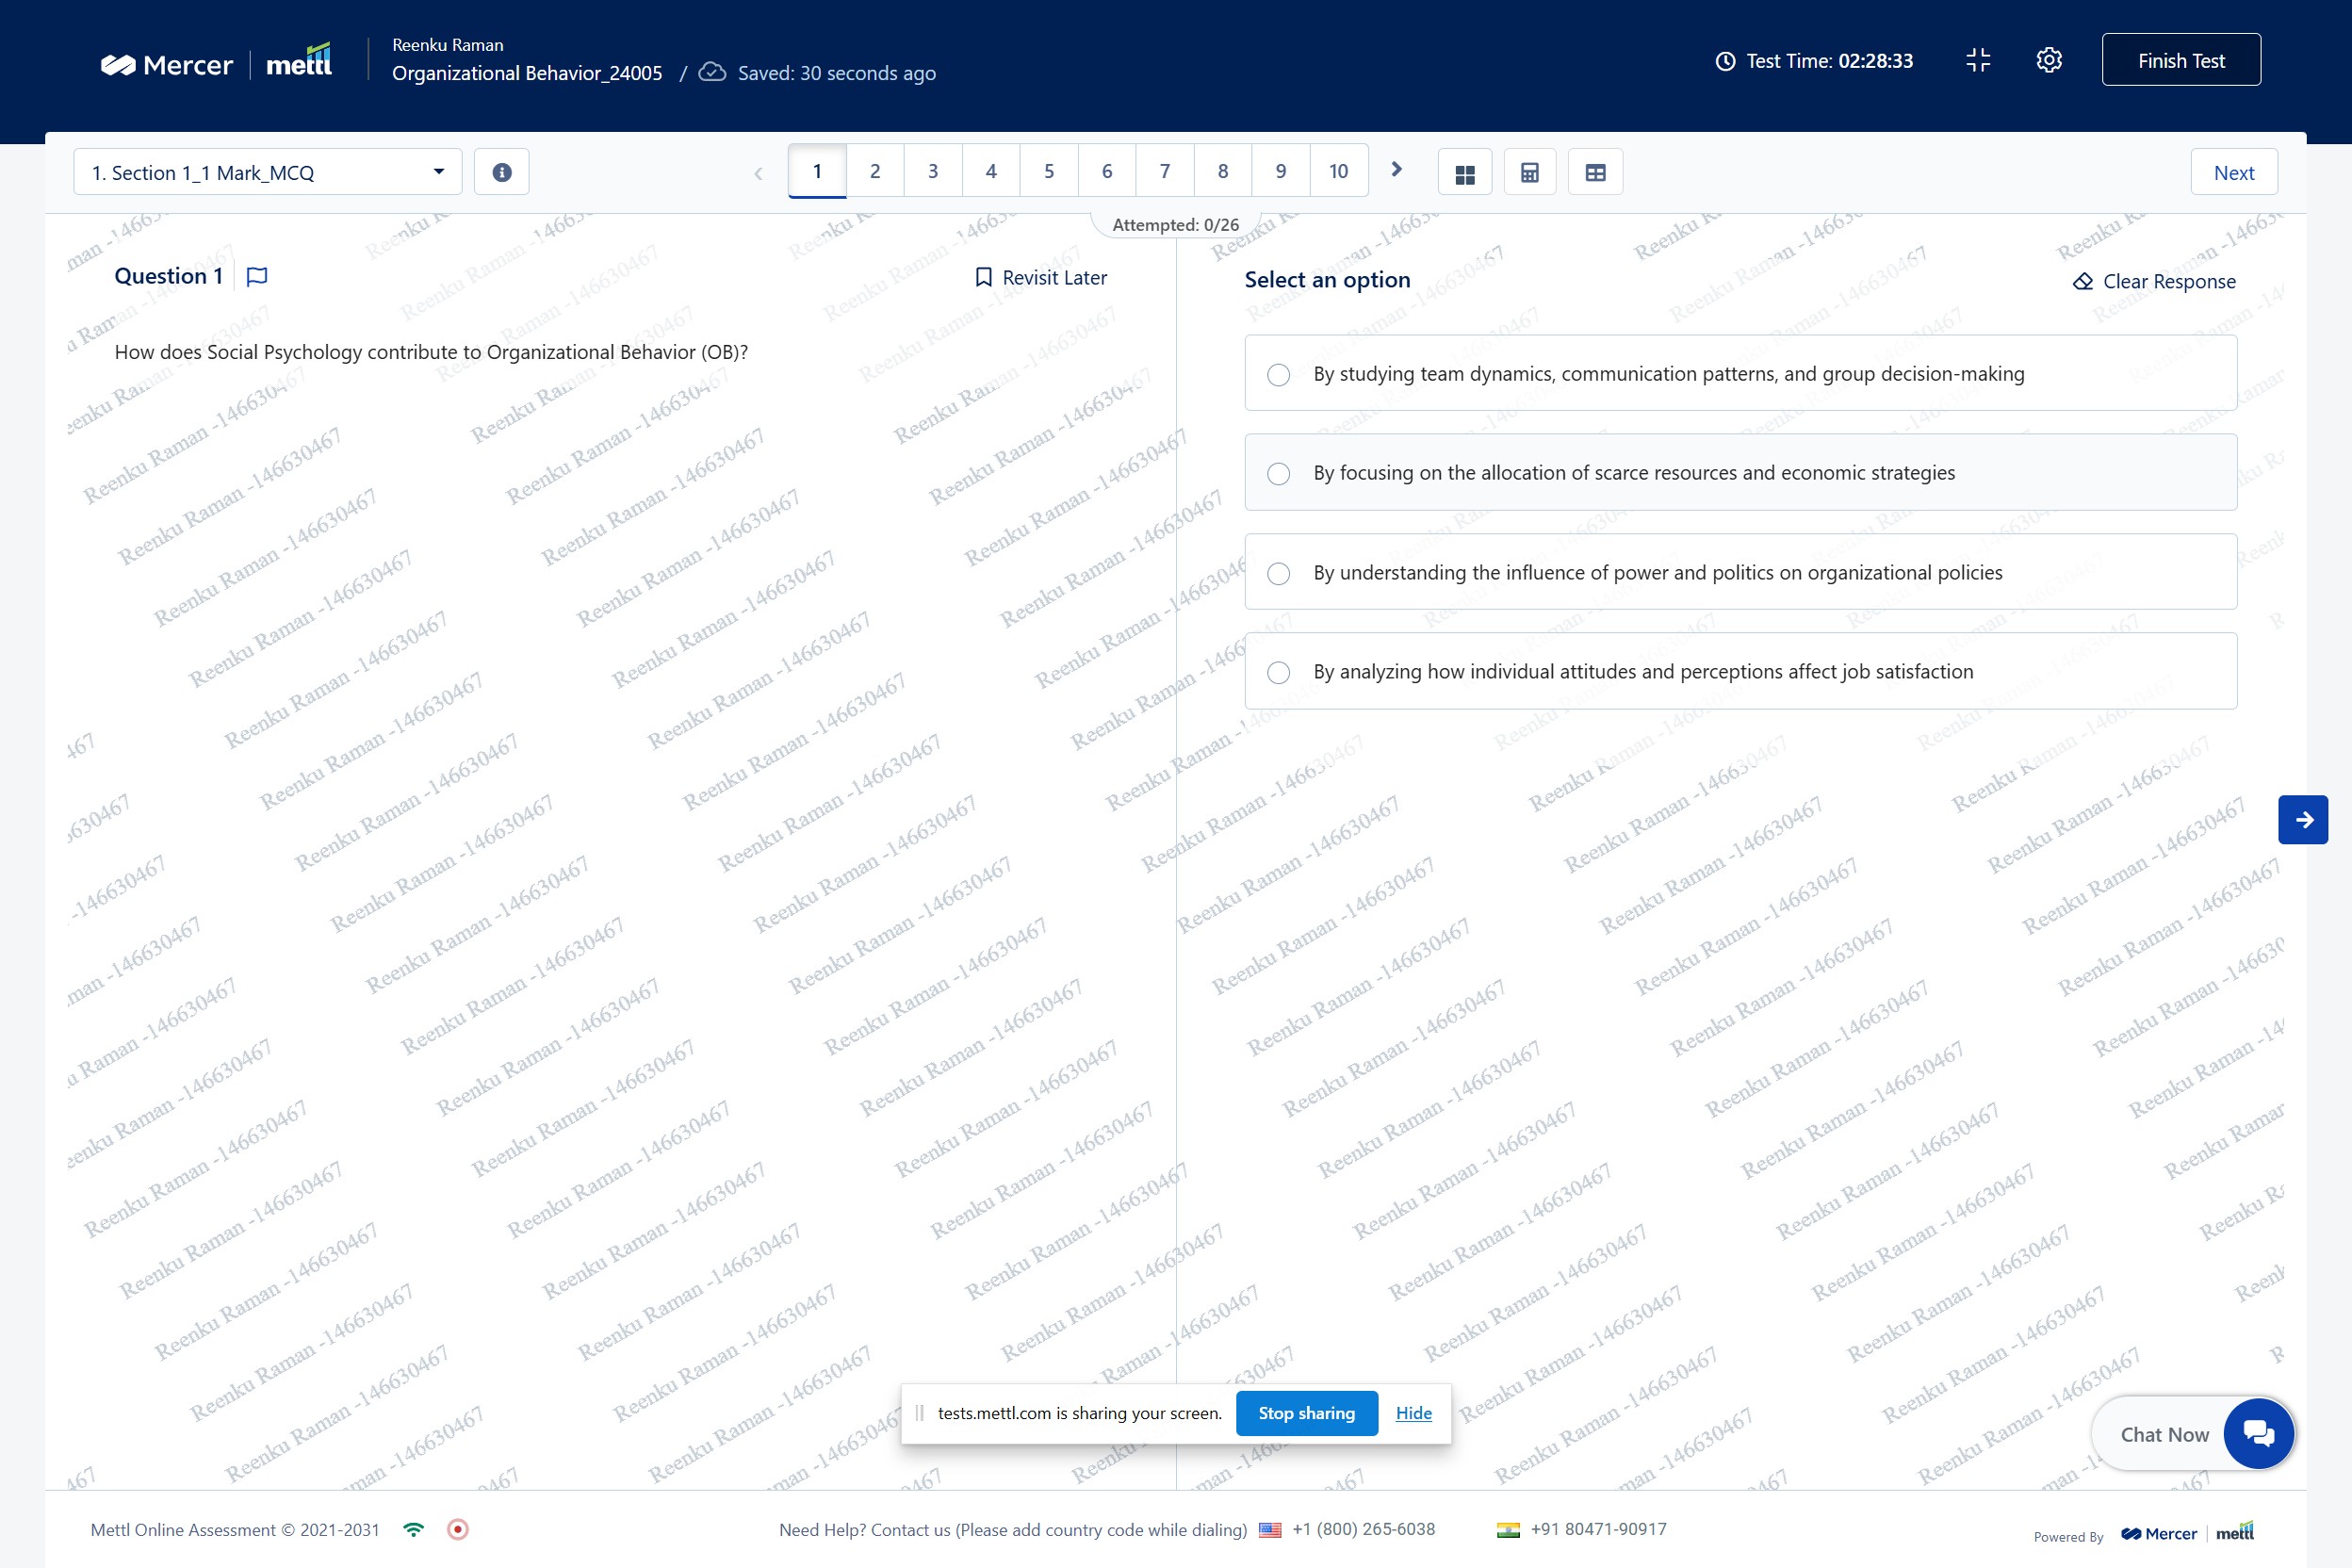 Mercer | mettl
Reenku Raman
Organizational Behavior_24005 / Saved: 30 seconds ago
Test Time: 02:28:33
Finish Test
1. Section 1_1 Mark_MCQ
1 2 3 4 5 6 7 8 9 10
Next
Attempted: 0/26
Question 1
Revisit Later
How does Social Psychology contribute to Organizational Behavior (OB)?
Select an option
Clear Response
By studying team dynamics, communication patterns, and group decision-making
By focusing on the allocation of scarce resources and economic strategies
By understanding the influence of power and politics on organizational policies
By analyzing how individual attitudes and perceptions affect job satisfaction
Reenku Raman -146630467
tests.mettl.com is sharing your screen. Stop sharing Hide
Chat Now
Mettl Online Assessment © 2021-2031
Need Help? Contact us (Please add country code while dialing) +1 (800) 265-6038 +91 80471-90917
Powered By Mercer | mettl